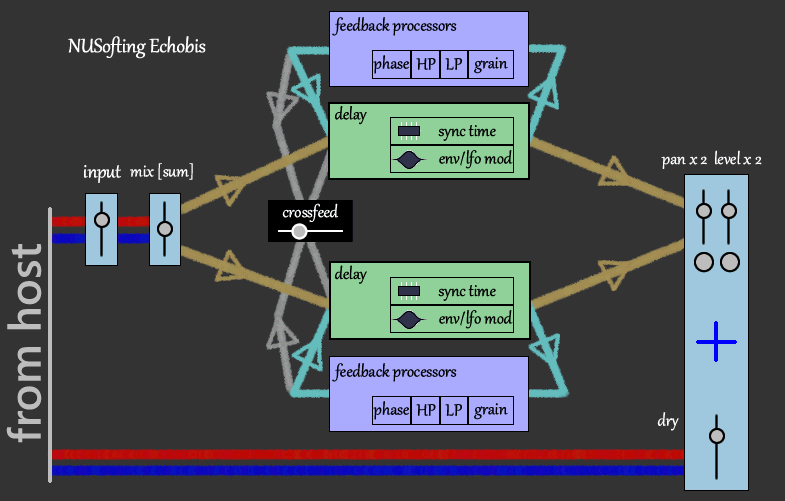 NUSofting Echobis
feedback processors
phase HP LP grain
delay
sync time
env/lfo mod
input mix [sum]
pan x 2 level x 2
crossfeed
from host
delay
sync time
env/lfo mod
feedback processors
phase HP LP grain
dry